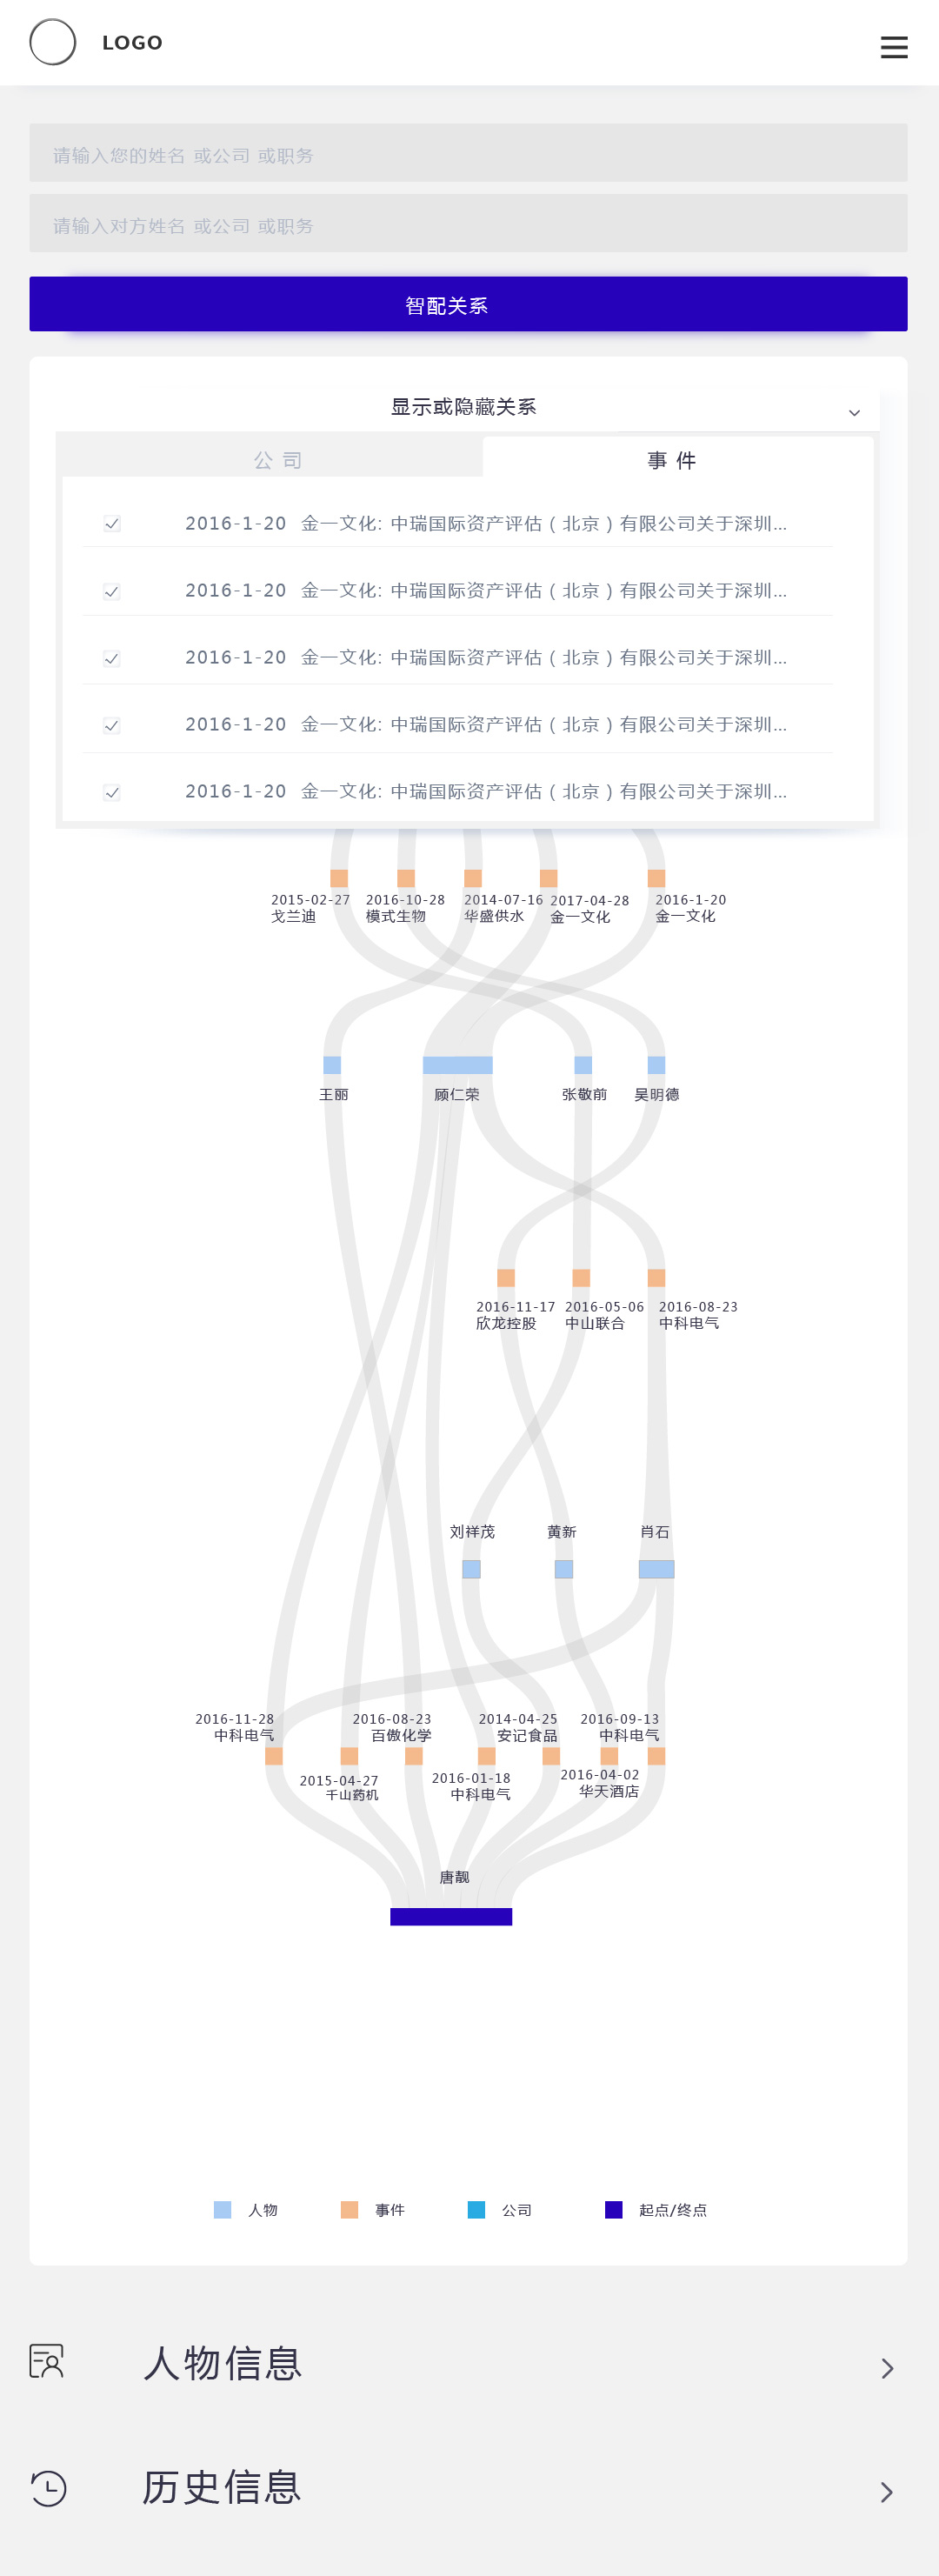 LOGO
请输入您的姓名 或公司 或职务
请输入对方姓名 或公司 或职务
智配关系
显示或隐藏关系
公 司
事 件
2016-1-20 金一文化: 中瑞国际资产评估 ( 北京 ) 有限公司关于深圳...
2016-1-20 金一文化: 中瑞国际资产评估 ( 北京 ) 有限公司关于深圳...
2016-1-20 金一文化: 中瑞国际资产评估 ( 北京 ) 有限公司关于深圳...
2016-1-20 金一文化: 中瑞国际资产评估 ( 北京 ) 有限公司关于深圳...
2016-1-20 金一文化: 中瑞国际资产评估 ( 北京 ) 有限公司关于深圳...
2015-02-27
戈兰迪
2016-10-28
模式生物
2014-07-16
华盛供水
2017-04-28
金一文化
2016-1-20
金一文化
王丽
顾仁荣
张敬前
吴明德
2016-11-17
欣龙控股
2016-05-06
中山联合
2016-08-23
中科电气
刘祥茂
黄新
肖石
2016-11-28
中科电气
2016-08-23
百傲化学
2014-04-25
安记食品
2016-09-13
中科电气
2015-04-27
千山药机
2016-01-18
中科电气
2016-04-02
华天酒店
唐靓
人物
事件
公司
起点/终点
人物信息
历史信息